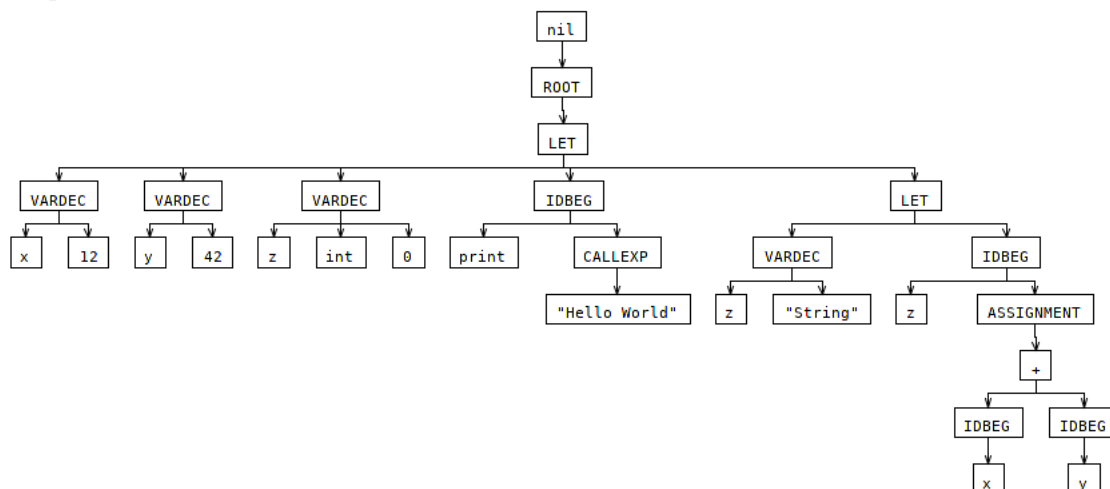 nil
ROOT
LET
VARDEC VARDEC VARDEC IDBEG LET
x 12 y 42 z int 0 print CALLEXP VARDEC IDBEG
"Hello World" z "String" z ASSIGNMENT
+
IDBEG IDBEG
x y